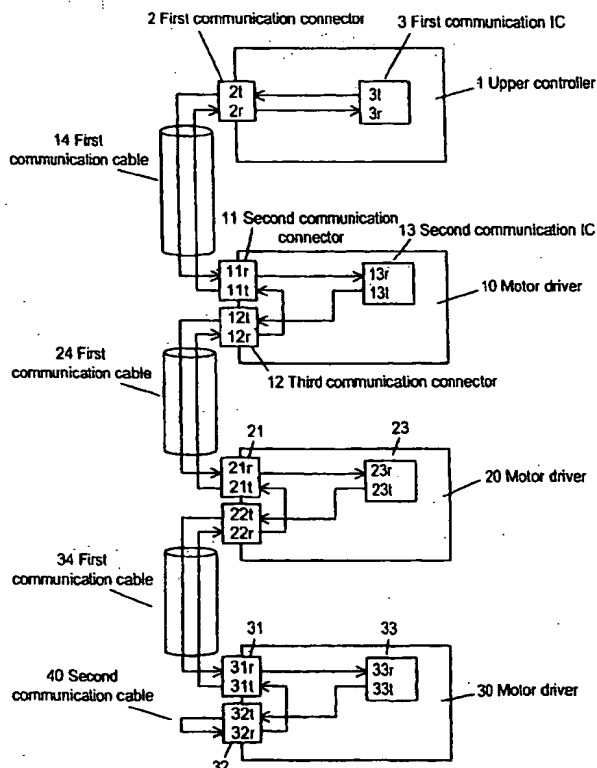 2 First communication connector
3 First communication IC
2t
2r
3t
3r
1 Upper controller
14 First
communication cable
11 Second communication
connector
13 Second communication IC
11r
11t
13r
13t
10 Motor driver
12t
12r
24 First
communication cable
12 Third communication connector
21
23
21r
21t
23r
23t
20 Motor driver
22t
22r
34 First
communication cable
31
33
31r
31t
33r
33t
40 Second
communication cable
30 Motor driver
32t
32r
32